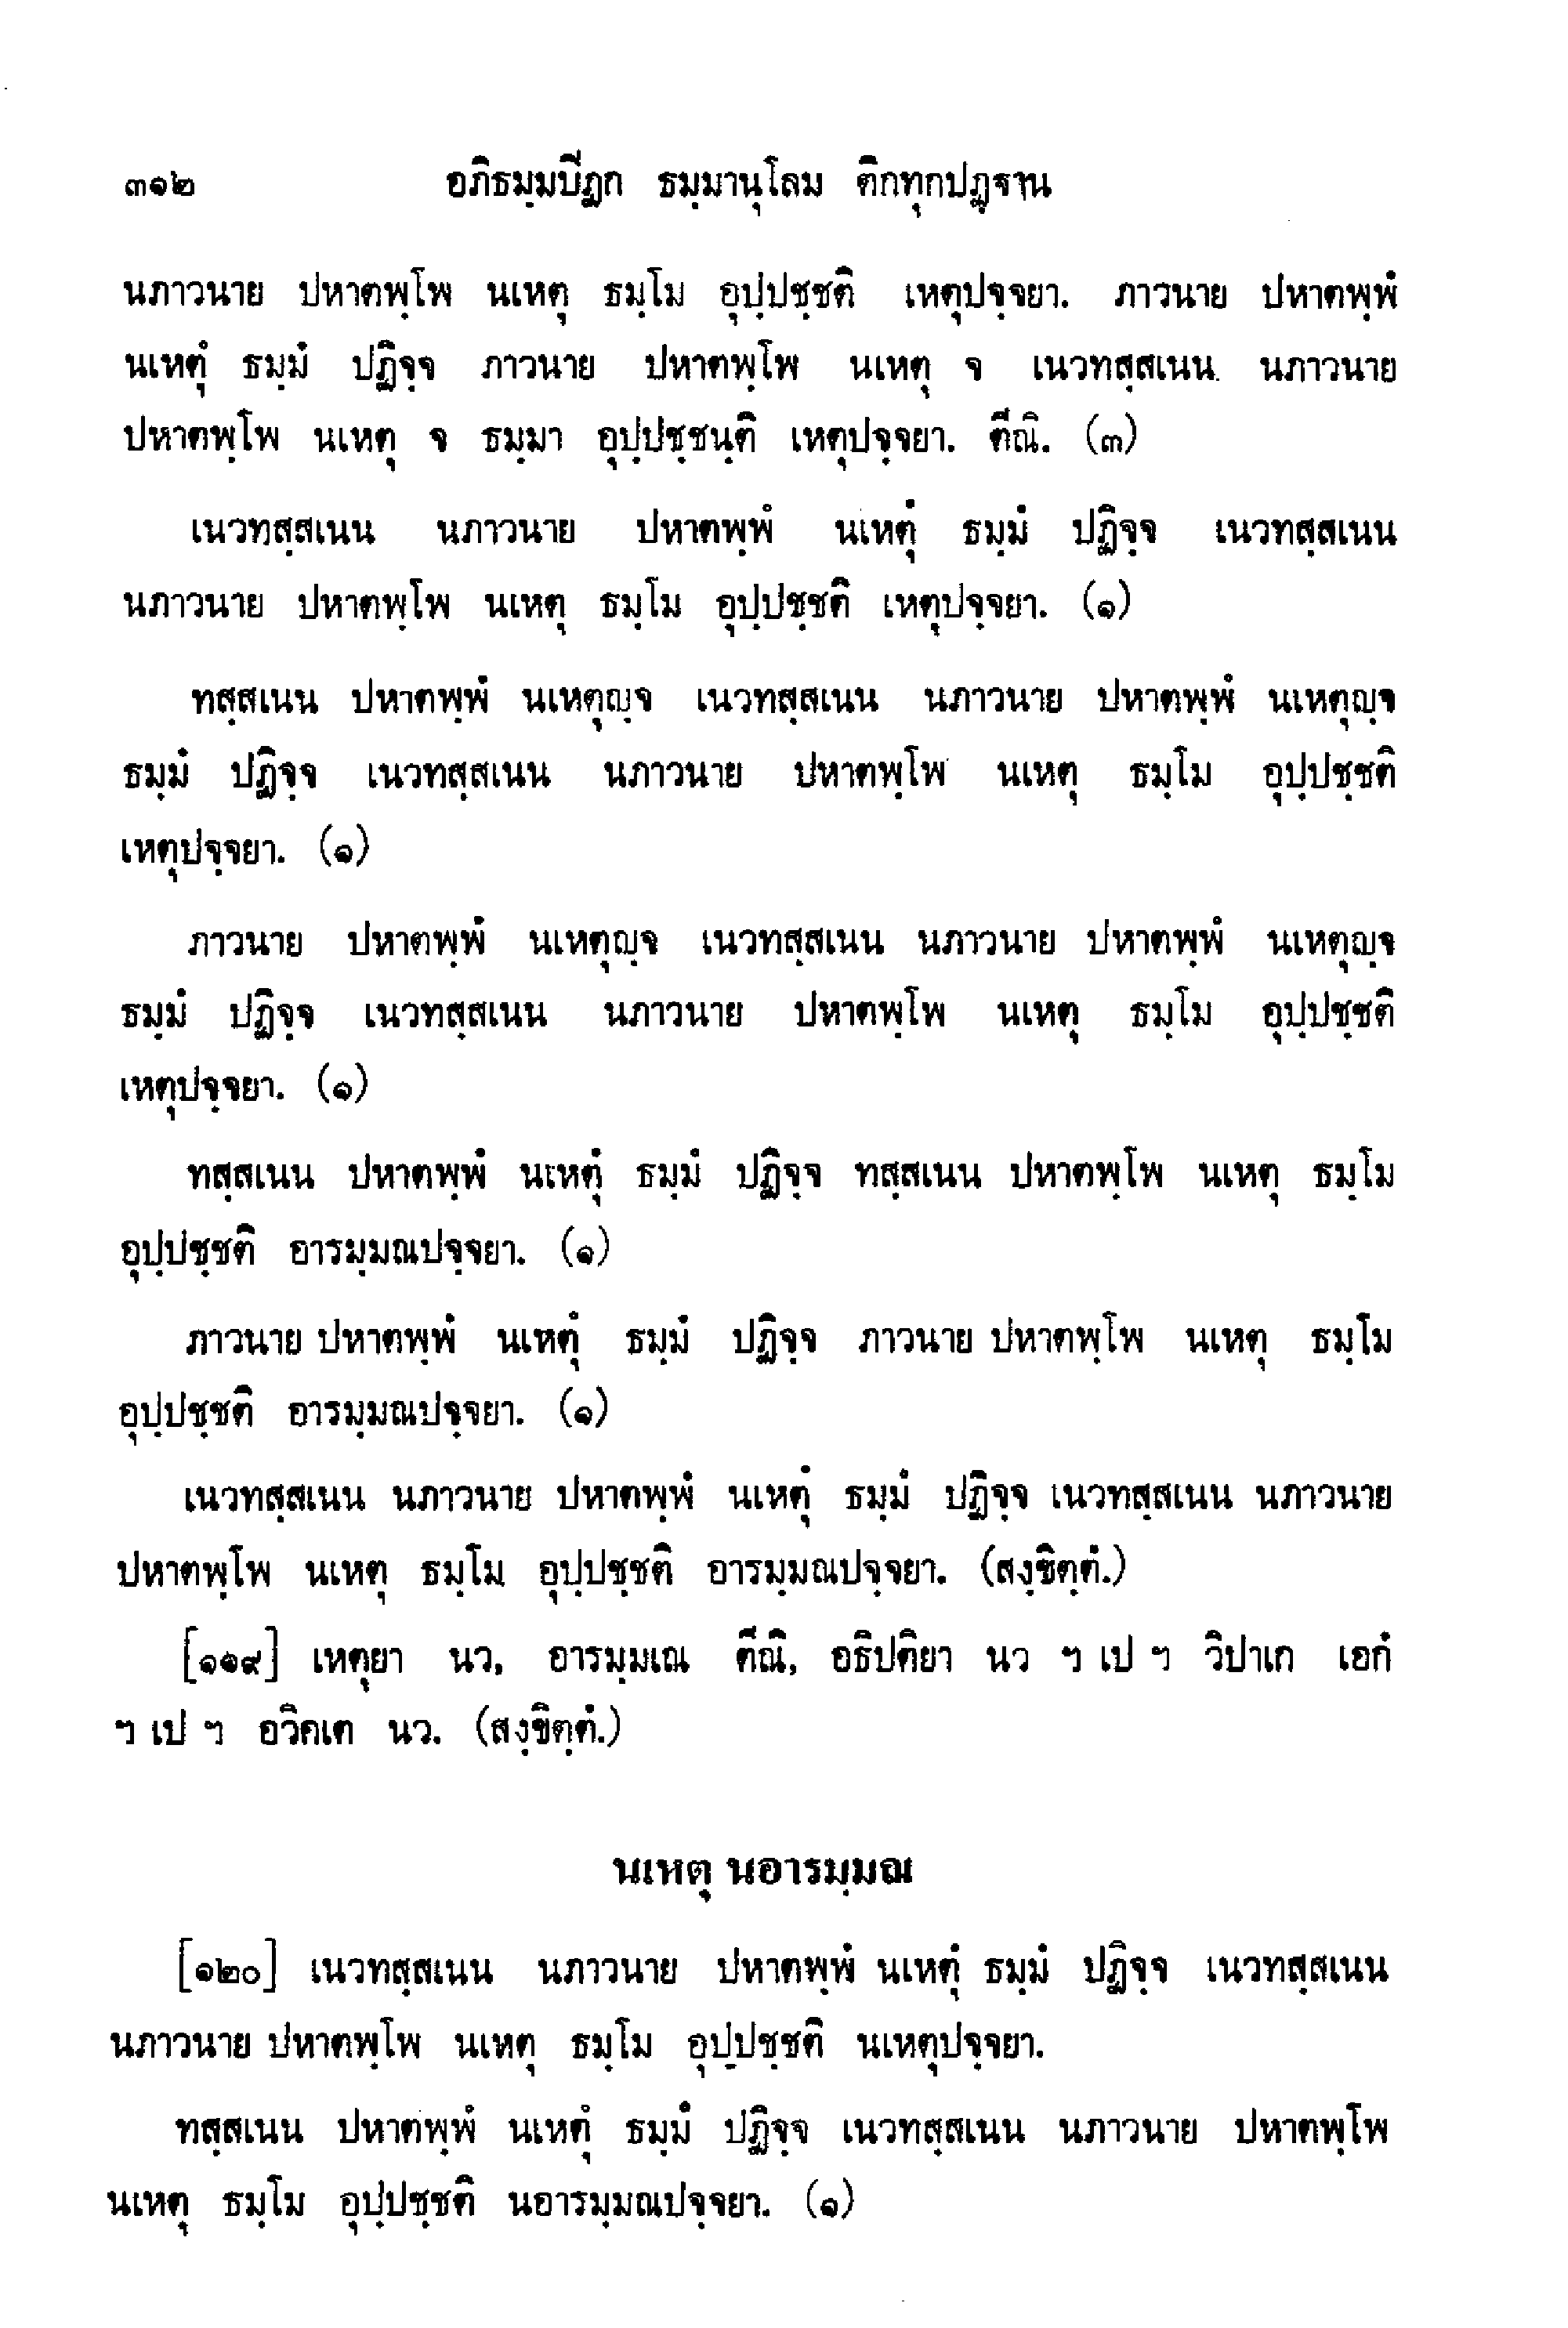 ๓๑๒ อภิธมฺมปีฏก ธมฺมานุโลม ติกทุกปฏฺฐาน
นภาวนาย ปหาตพฺโพ นเหตุ ธมฺโม อุปฺปชฺชติ เหตุปจฺจยา. ภาวนาย ปหาตพฺพํ
นเหตุํ ธมฺมํ ปฏิจฺจ ภาวนาย ปหาตพฺโพ นเหตุ จ เนวทสฺสเนน นภาวนาย
ปหาตพฺโพ นเหตุ จ ธมฺมา อุปฺปชฺชนฺติ เหตุปจฺจยา. ตีณิ. (๓)
เนวทสฺสเนน นภาวนาย ปหาตพฺพํ นเหตุํ ธมฺมํ ปฏิจฺจ เนวทสฺสเนน
นภาวนาย ปหาตพฺโพ นเหตุ ธมฺโม อุปฺปชฺชติ เหตุปจฺจยา. (๑)
ทสฺสเนน ปหาตพฺพํ นเหตุญฺจ เนวทสฺสเนน นภาวนาย ปหาตพฺพํ นเหตุญฺจ
ธมฺมํ ปฏิจฺจ เนวทสฺสเนน นภาวนาย ปหาตพฺโพ นเหตุ ธมฺโม อุปฺปชฺชติ
เหตุปจฺจยา. (๑)
ภาวนาย ปหาตพฺพํ นเหตุญฺจ เนวทสฺสเนน นภาวนาย ปหาตพฺพํ นเหตุญฺจ
ธมฺมํ ปฏิจฺจ เนวทสฺสเนน นภาวนาย ปหาตพฺโพ นเหตุ ธมฺโม อุปฺปชฺชติ
เหตุปจฺจยา. (๑)
ทสฺสเนน ปหาตพฺพํ นเหตุํ ธมฺมํ ปฏิจฺจ ทสฺสเนน ปหาตพฺโพ นเหตุ ธมฺโม
อุปฺปชฺชติ อารมฺมณปจฺจยา. (๑)
ภาวนาย ปหาตพฺพํ นเหตุํ ธมฺมํ ปฏิจฺจ ภาวนาย ปหาตพฺโพ นเหตุ ธมฺโม
อุปฺปชฺชติ อารมฺมณปจฺจยา. (๑)
เนวทสฺสเนน นภาวนาย ปหาตพฺพํ นเหตุํ ธมฺมํ ปฏิจฺจ เนวทสฺสเนน นภาวนาย
ปหาตพฺโพ นเหตุ ธมฺโม อุปฺปชฺชติ อารมฺมณปจฺจยา. (สงฺขิตฺตํ.)
[๑๑๙] เหตุยา นว, อารมฺมเณ ตีณิ, อธิปติยา นว ฯ เป ฯ วิปาเก เอกํ
ฯ เป ฯ อวิคเต นว. (สงฺขิตฺตํ.)
นเหตุ นอารมฺมณ
[๑๒๐] เนวทสฺสเนน นภาวนาย ปหาตพฺพํ นเหตุํ ธมฺมํ ปฏิจฺจ เนวทสฺสเนน
นภาวนาย ปหาตพฺโพ นเหตุ ธมฺโม อุปฺปชฺชติ นเหตุปจฺจยา.
ทสฺสเนน ปหาตพฺพํ นเหตุํ ธมฺมํ ปฏิจฺจ เนวทสฺสเนน นภาวนาย ปหาตพฺโพ
นเหตุ ธมฺโม อุปฺปชฺชติ นอารมฺมณปจฺจยา. (๑)